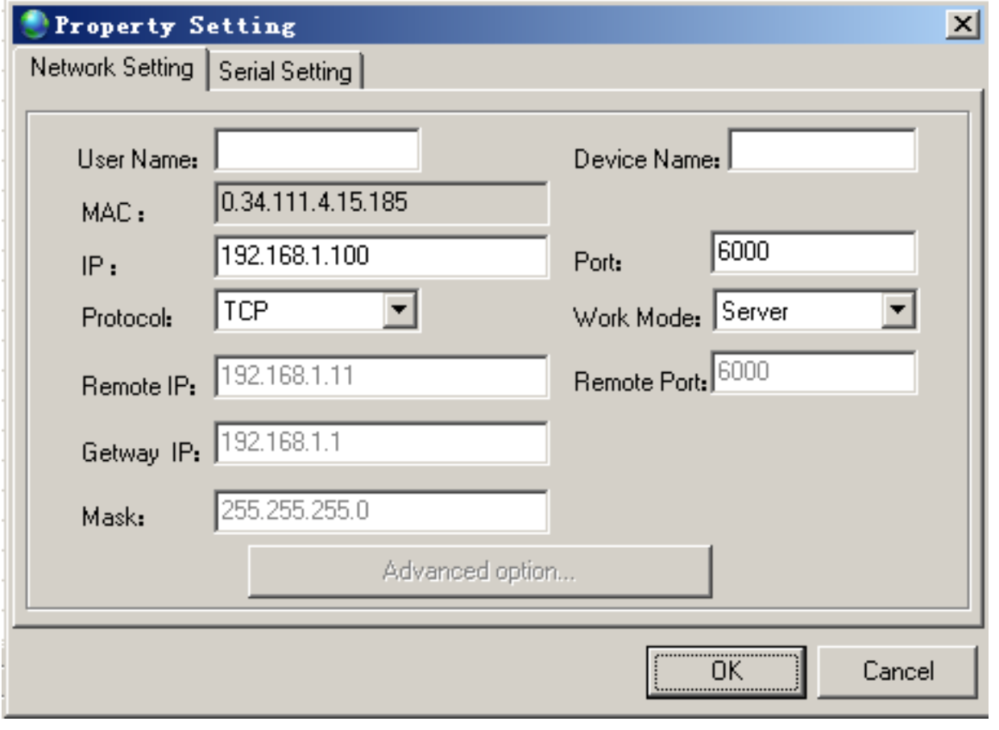 Property Setting
Network Setting Serial Setting
User Name: Device Name:
MAC : 0.34.111.4.15.185
IP : 192.168.1.100 Port: 6000
Protocol: TCP Work Mode: Server
Remote IP: 192.168.1.11 Remote Port: 6000
Getway IP: 192.168.1.1
Mask: 255.255.255.0
Advanced option...
OK Cancel